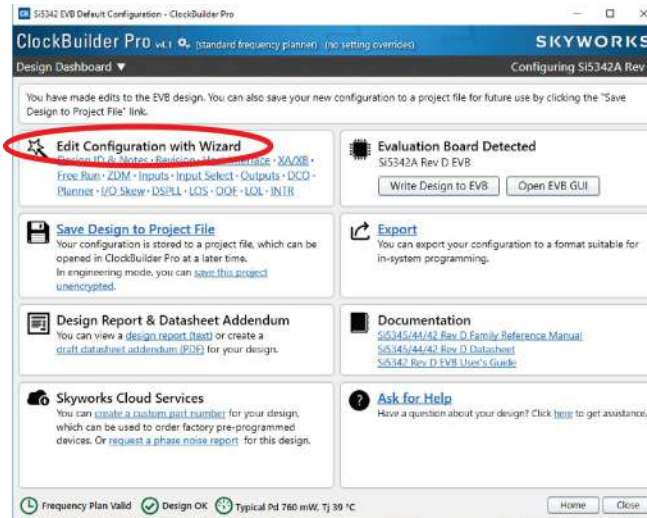 Si5342 EVB Default Configuration - ClockBuilder Pro
ClockBuilder Pro v4.1 (standard frequency planner) (no setting overrides)
SKYWORKS
Design Dashboard ▼
Configuring Si5342A Rev
You have made edits to the EVB design. You can also save your new configuration to a project file for future use by clicking the "Save
Design to Project File" link.
Edit Configuration with Wizard
Design ID & Notes · Revision · Host Interface · XA/XB ·
Free Run · ZDM · Inputs · Input Select · Outputs · DCO ·
Planner · I/O Skew · DSPLL · LOS · OOF · LOL · INTR
Evaluation Board Detected
Si5342A Rev D EVB
Write Design to EVB
Open EVB GUI
Save Design to Project File
Your configuration is stored to a project file, which can be
opened in ClockBuilder Pro at a later time.
In engineering mode, you can save this project
unencrypted.
Export
You can export your configuration to a format suitable for
in-system programming.
Design Report & Datasheet Addendum
You can view a design report (text) or create a
draft datasheet addendum (PDF) for your design.
Documentation
Si5345/44/42 Rev D Family Reference Manual
Si5345/44/42 Rev D Datasheet
Si5342 Rev D EVB User's Guide
Skyworks Cloud Services
You can create a custom part number for your design,
which can be used to order factory pre-programmed
devices. Or request a phase noise report for this design.
Ask for Help
Have a question about your design? Click here to get assistance.
Frequency Plan Valid
Design OK
Typical Pd 760 mW, Tj 39 °C
Home
Close